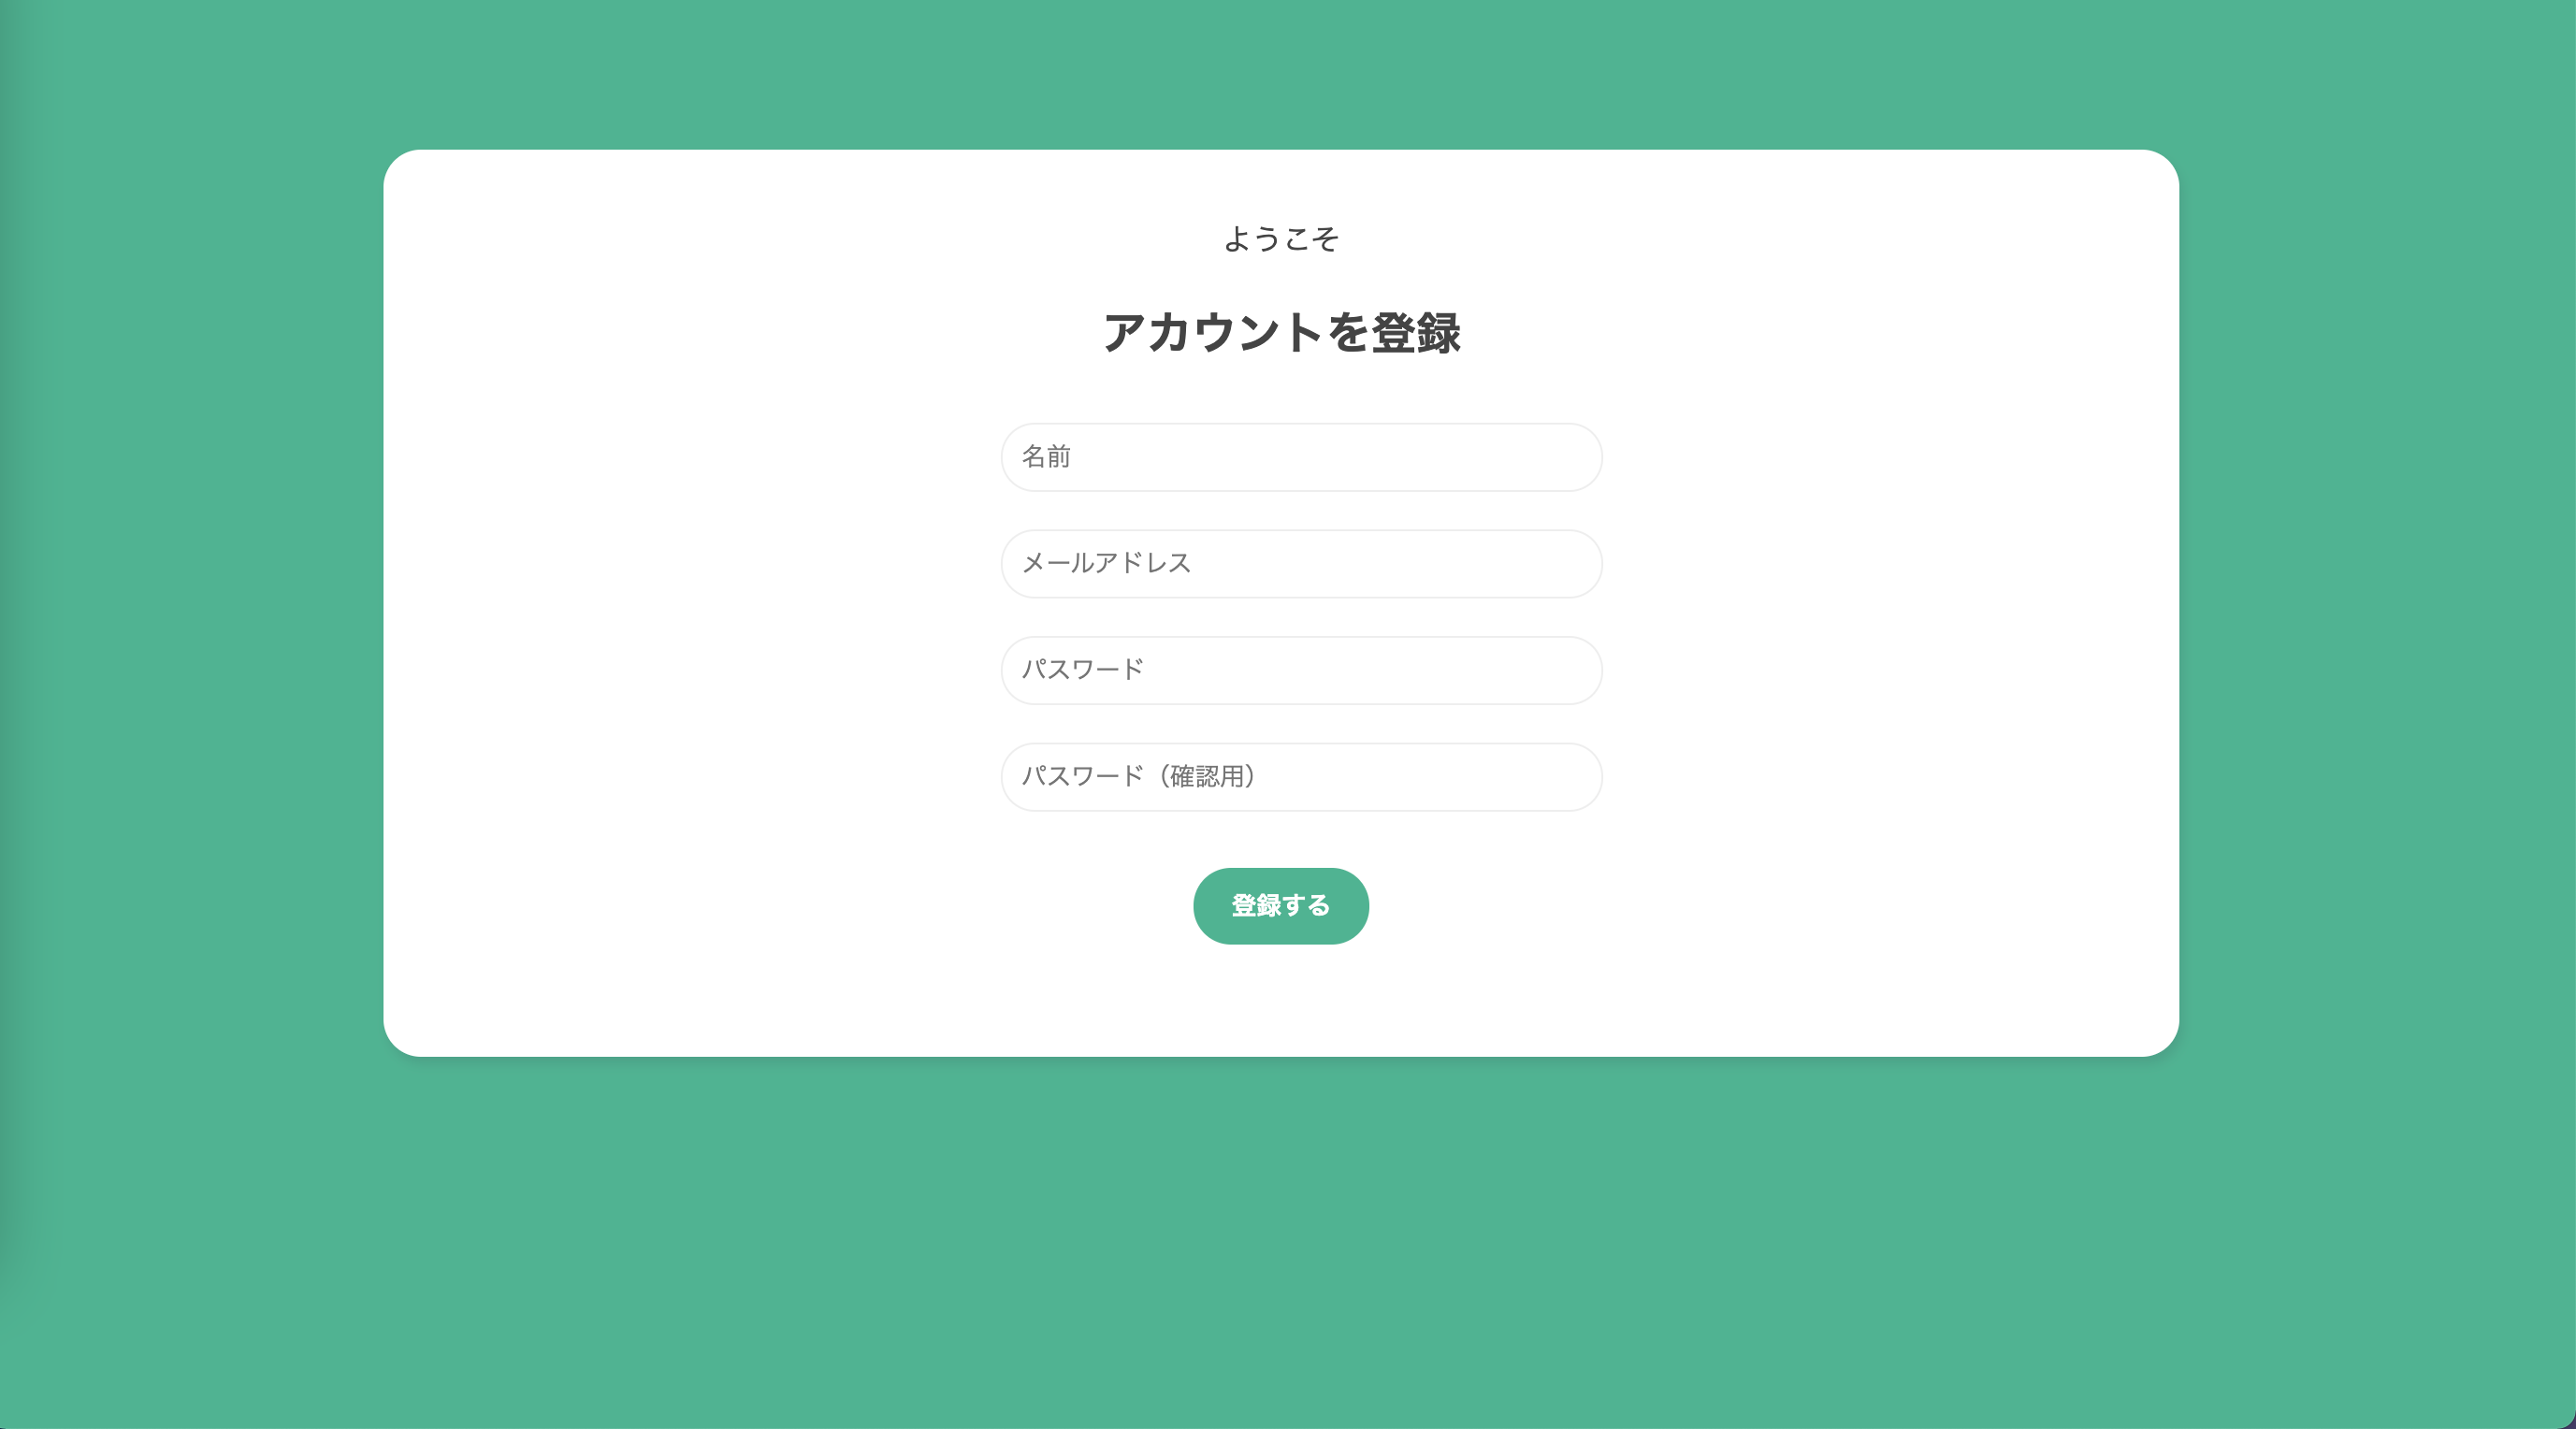 ようこそ
アカウントを登録
名前
メールアドレス
パスワード
パスワード（確認用）
登録する